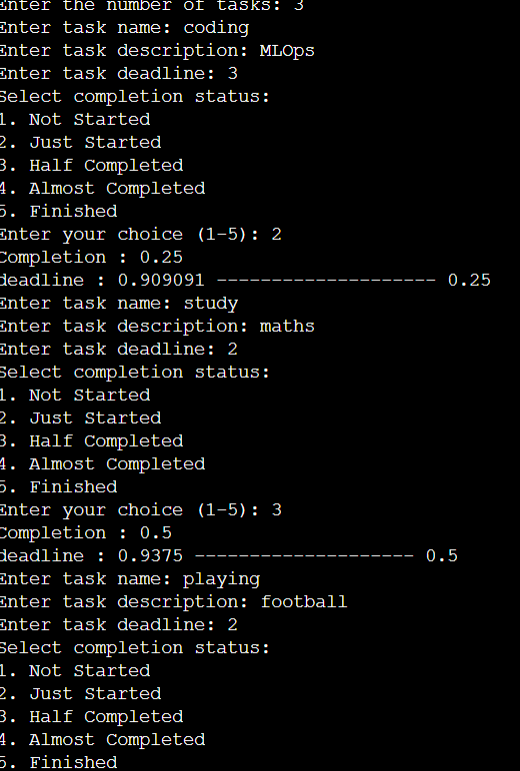 Enter the number of tasks: 3
Enter task name: coding
Enter task description: MLOps
Enter task deadline: 3
Select completion status:
1. Not Started
2. Just Started
3. Half Completed
4. Almost Completed
5. Finished
Enter your choice (1-5): 2
Completion : 0.25
deadline : 0.909091 -------------------- 0.25
Enter task name: study
Enter task description: maths
Enter task deadline: 2
Select completion status:
1. Not Started
2. Just Started
3. Half Completed
4. Almost Completed
5. Finished
Enter your choice (1-5): 3
Completion : 0.5
deadline : 0.9375 -------------------- 0.5
Enter task name: playing
Enter task description: football
Enter task deadline: 2
Select completion status:
1. Not Started
2. Just Started
3. Half Completed
4. Almost Completed
5. Finished